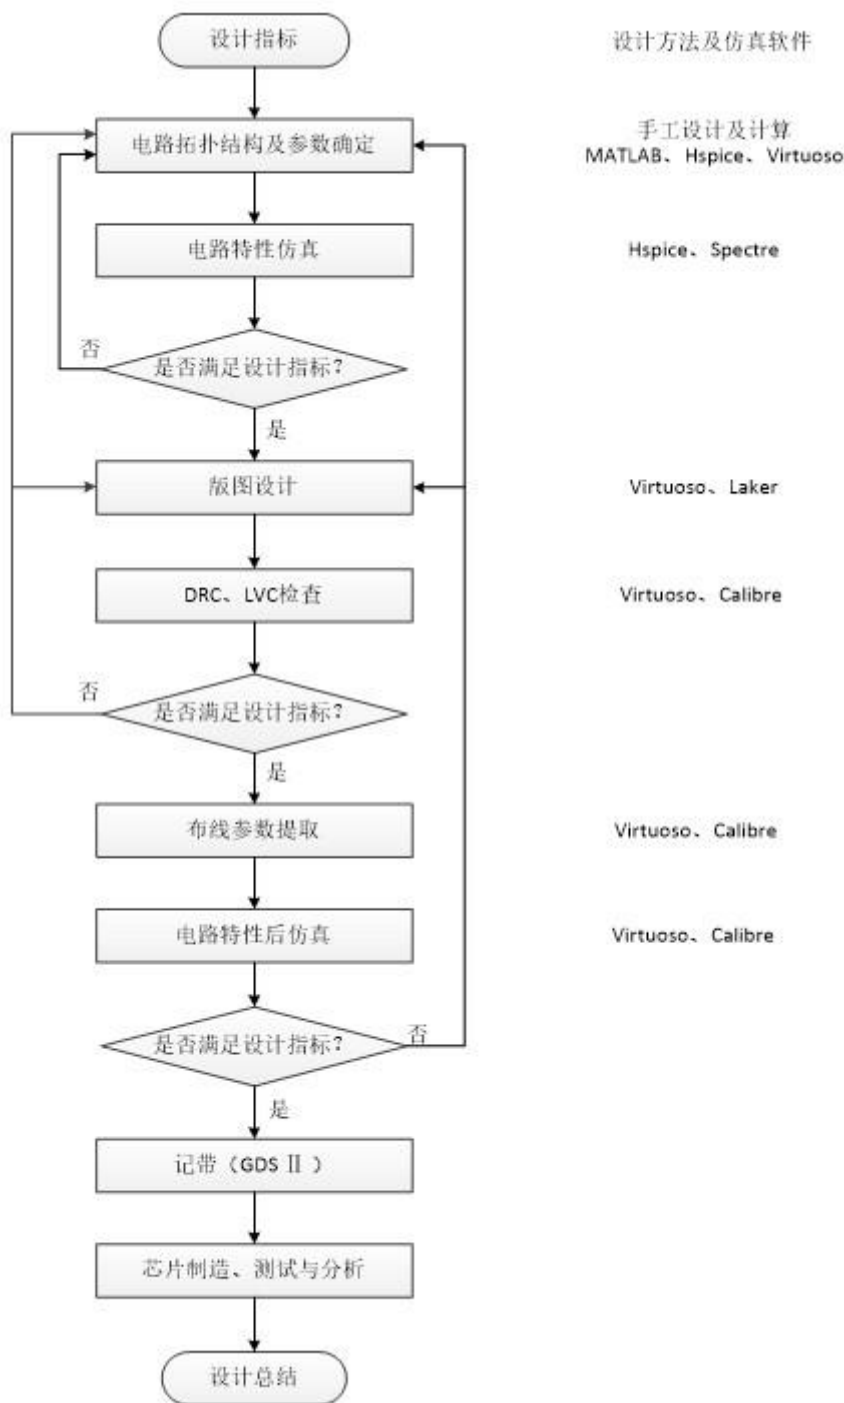 设计指标
设计方法及仿真软件
电路拓扑结构及参数确定
手工设计及计算
MATLAB、Hspice、Virtuoso
电路特性仿真
Hspice、Spectre
否
是否满足设计指标？
是
版图设计
Virtuoso、Laker
DRC、LVC检查
Virtuoso、Calibre
否
是否满足设计指标？
是
布线参数提取
Virtuoso、Calibre
电路特性后仿真
Virtuoso、Calibre
是否满足设计指标？
否
是
记带（GDS Ⅱ）
芯片制造、测试与分析
设计总结